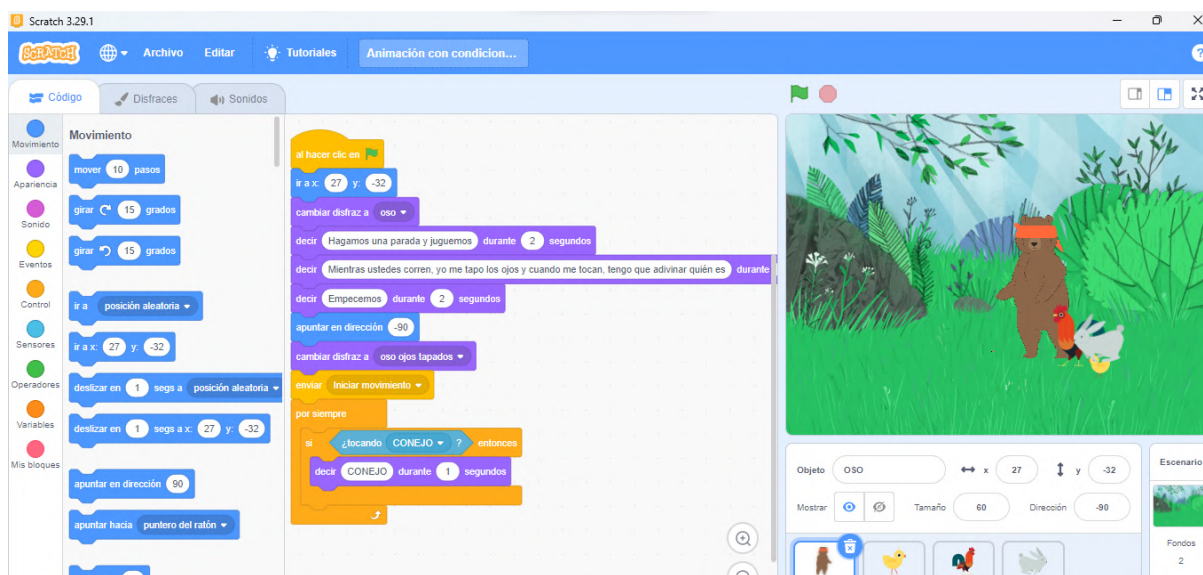 Scratch 3.29.1
SCRATCH Archivo Editar Tutoriales Animación con condicion... ?
Código Disfraces Sonidos
Movimiento
Apariencia
Sonido
Eventos
Control
Sensores
Operadores
Variables
Mis bloques
Movimiento
mover 10 pasos
girar 15 grados
girar 15 grados
ir a posición aleatoria
ir a x: 27 y: -32
deslizar en 1 segs a posición aleatoria
deslizar en 1 segs a x: 27 y: -32
apuntar en dirección 90
apuntar hacia puntero del ratón
al hacer clic en
ir a x: 27 y: -32
cambiar disfraz a oso
decir Hagamos una parada y juguemos durante 2 segundos
decir Mientras ustedes corren, yo me tapo los ojos y cuando me tocan, tengo que adivinar quién es durante
decir Empecemos durante 2 segundos
apuntar en dirección -90
cambiar disfraz a oso ojos tapados
enviar Iniciar movimiento
por siempre
si ¿tocando CONEJO ? entonces
decir CONEJO durante 1 segundos
Objeto OSO x 27 y -32
Mostrar Tamaño 60 Dirección -90
Escenario
Fondos
2